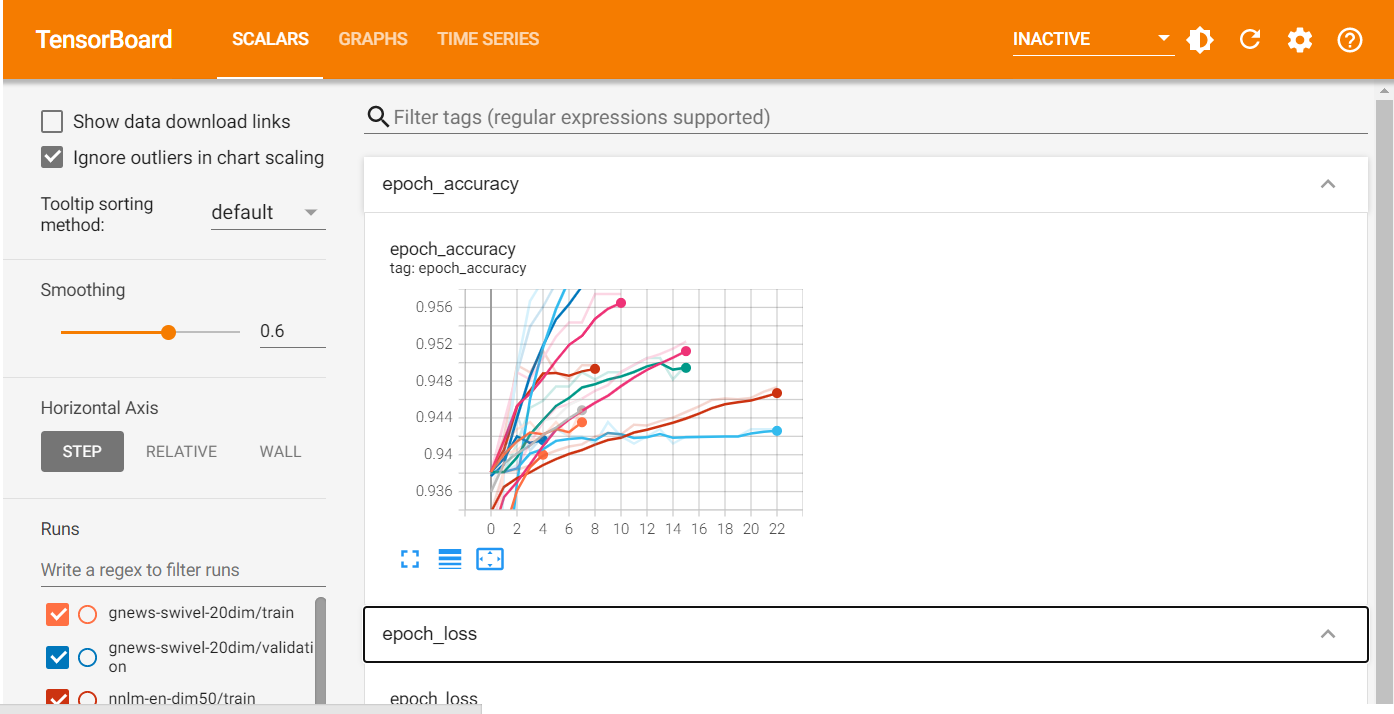 TensorBoard
SCALARS
GRAPHS
TIME SERIES
INACTIVE
Show data download links
Ignore outliers in chart scaling
Tooltip sorting
method:
default
Smoothing
0.6
Horizontal Axis
STEP
RELATIVE
WALL
Runs
Write a regex to filter runs
gnews-swivel-20dim/train
gnews-swivel-20dim/validati
on
nnlm-en-dim50/train
Filter tags (regular expressions supported)
epoch_accuracy
epoch_accuracy
tag: epoch_accuracy
0.956
0.952
0.948
0.944
0.94
0.936
0 2 4 6 8 10 12 14 16 18 20 22
epoch_loss
epoch_loss